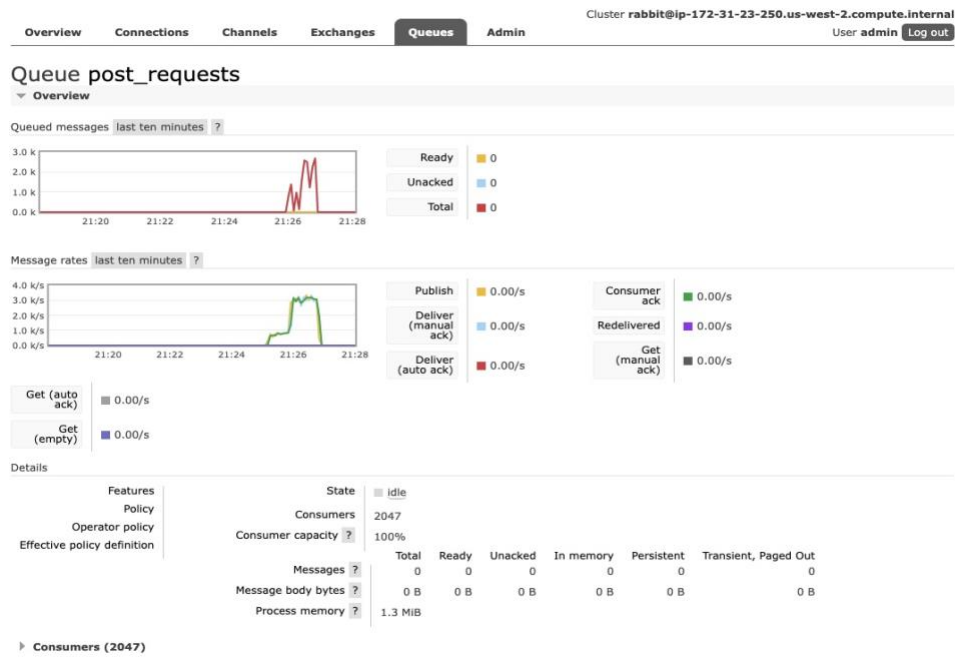 Cluster rabbit@ip-172-31-23-250.us-west-2.compute.internal
Overview Connections Channels Exchanges Queues Admin User admin Log out
Queue post_requests
Overview
Queued messages last ten minutes ?
3.0 k
2.0 k
1.0 k
0.0 k
21:20 21:22 21:24 21:26 21:28
Ready 0
Unacked 0
Total 0
Message rates last ten minutes ?
4.0 k/s
3.0 k/s
2.0 k/s
1.0 k/s
0.0 k/s
21:20 21:22 21:24 21:26 21:28
Publish 0.00/s
Deliver
(manual 0.00/s
ack)
Deliver
(auto ack) 0.00/s
Consumer
ack 0.00/s
Redelivered 0.00/s
Get
(manual 0.00/s
ack)
Get (auto
ack) 0.00/s
Get
(empty) 0.00/s
Details
Features
Policy
Operator policy
Effective policy definition
State idle
Consumers 2047
Consumer capacity ? 100%
Total Ready Unacked In memory Persistent Transient, Paged Out
Messages ? 0 0 0 0 0 0
Message body bytes ? 0 B 0 B 0 B 0 B 0 B 0 B
Process memory ? 1.3 MiB
Consumers (2047)